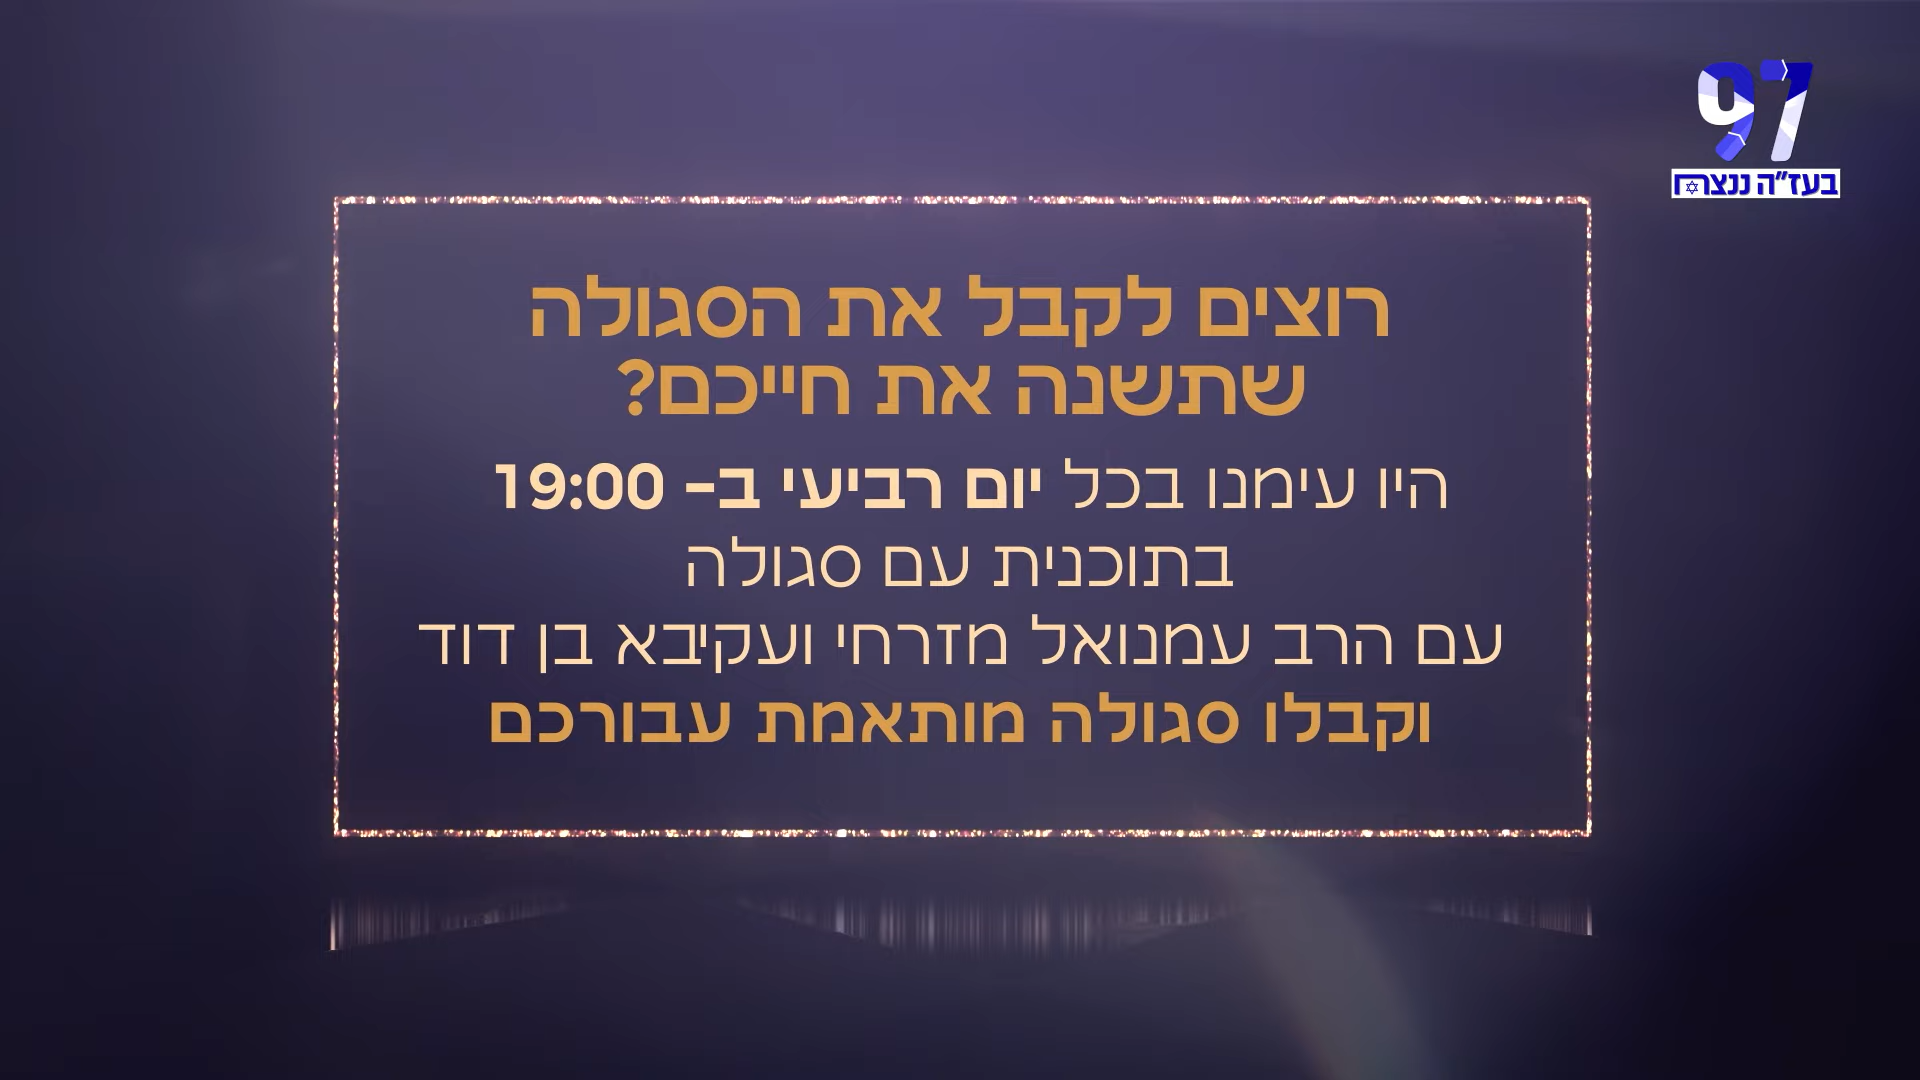 97
בעז"ה ננצח
רוצים לקבל את הסגולה
שתשנה את חייכם?
היו עימנו בכל יום רביעי ב- 19:00
בתוכנית עם סגולה
עם הרב עמנואל מזרחי ועקיבא בן דוד
וקבלו סגולה מותאמת עבורכם